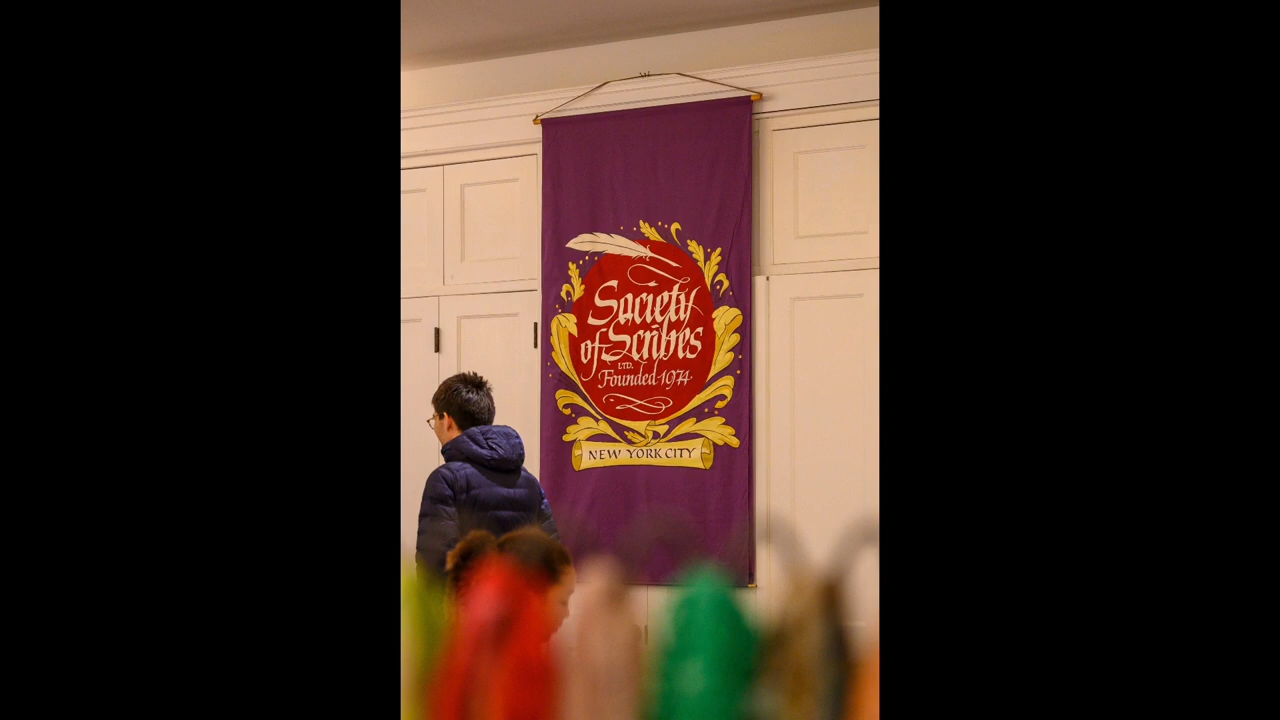 Society
of Scribes
LTD.
Founded 1974
NEW YORK CITY